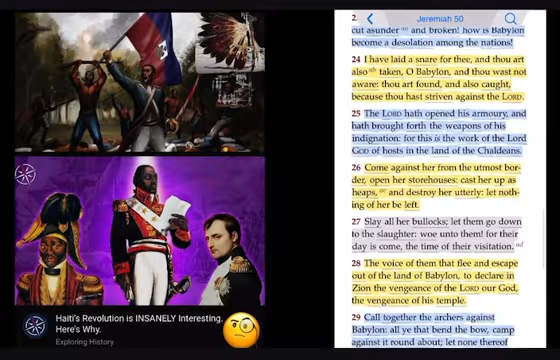 Haiti's Revolution is INSANELY Interesting.
Here's Why.
Exploring History
Jeremiah 50
cut asunder and broken! how is Babylon
become a desolation among the nations!
24 I have laid a snare for thee, and thou art
also taken, O Babylon, and thou wast not
aware: thou art found, and also caught,
because thou hast striven against the LORD.
25 The LORD hath opened his armoury, and
hath brought forth the weapons of his
indignation: for this is the work of the Lord
GOD of hosts in the land of the Chaldeans.
26 Come against her from the utmost bor-
der, open her storehouses: cast her up as
heaps, and destroy her utterly: let noth-
ing of her be left.
27 Slay all her bullocks; let them go down
to the slaughter: woe unto them! for their
day is come, the time of their visitation.
28 The voice of them that flee and escape
out of the land of Babylon, to declare in
Zion the vengeance of the LORD our God,
the vengeance of his temple.
29 Call together the archers against
Babylon: all ye that bend the bow, camp
against it round about; let none thereof